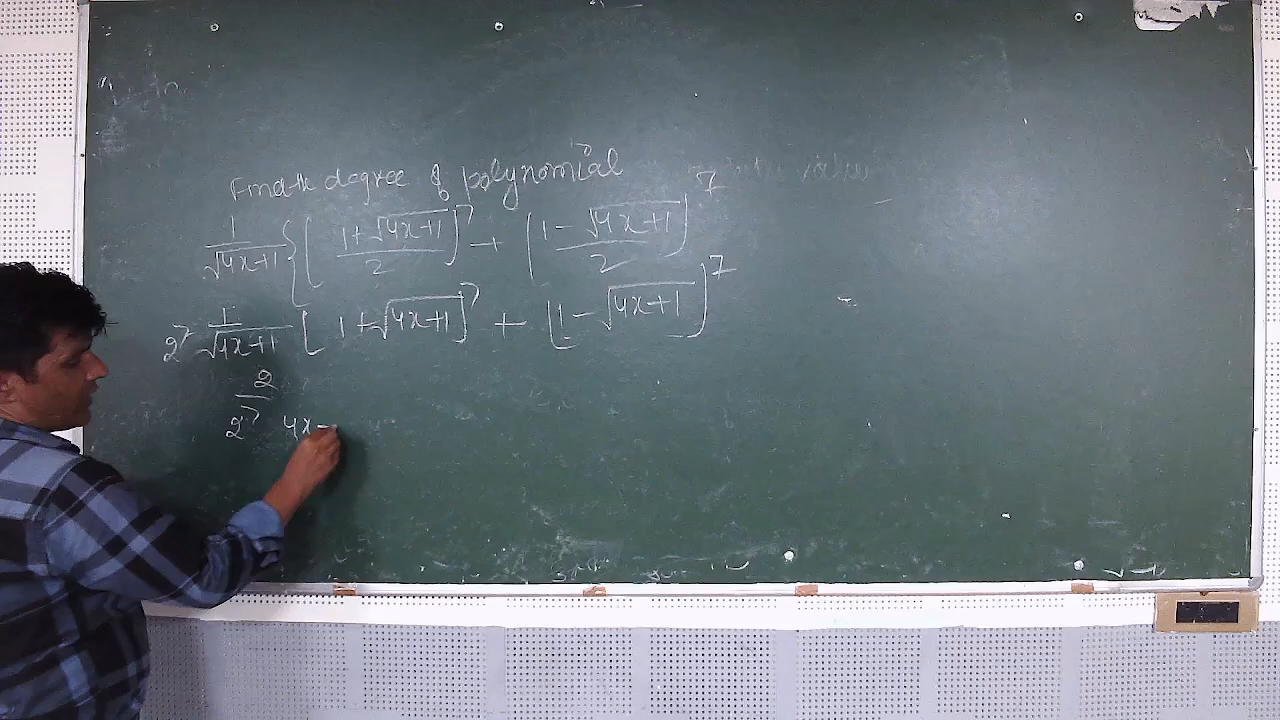 Find the degree of polynomial
1/√4x+1 { [ 1+√4x+1 / 2 ]^7 + [ 1-√4x+1 / 2 ]^7
1/2^7 √4x+1 [ 1+√4x+1 ]^7 + [ 1-√4x+1 ]^7
2/2^7 4x